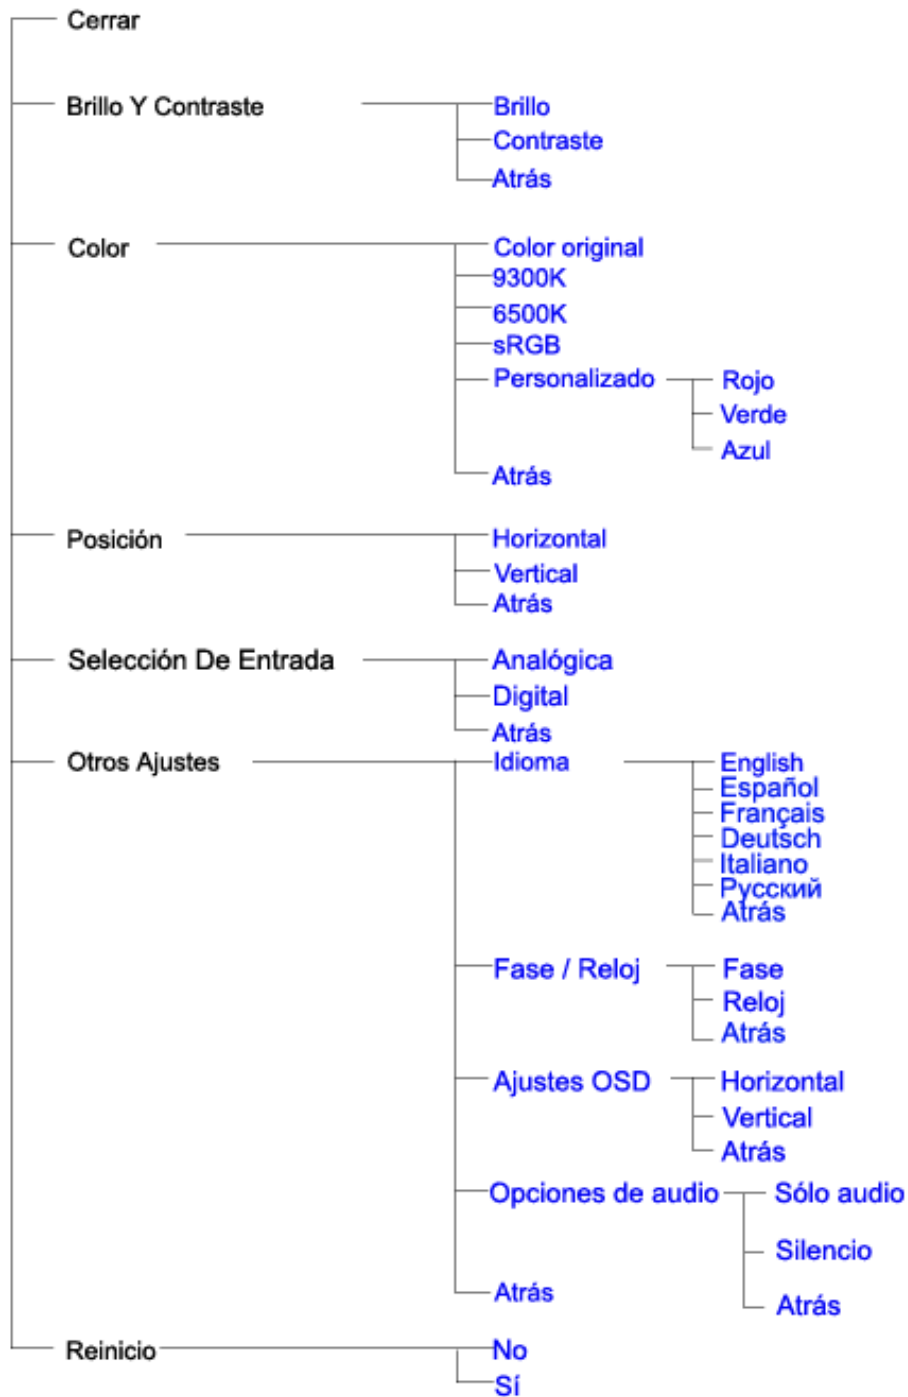 Cerrar
Brillo Y Contraste Brillo
Contraste
Atrás
Color Color original
9300K
6500K
sRGB
Personalizado Rojo
Verde
Azul
Atrás
Posición Horizontal
Vertical
Atrás
Selección De Entrada Analógica
Digital
Atrás
Otros Ajustes Idioma English
Español
Français
Deutsch
Italiano
Русский
Atrás
Fase / Reloj Fase
Reloj
Atrás
Ajustes OSD Horizontal
Vertical
Atrás
Opciones de audio Sólo audio
Silencio
Atrás Atrás
Reinicio No
Sí